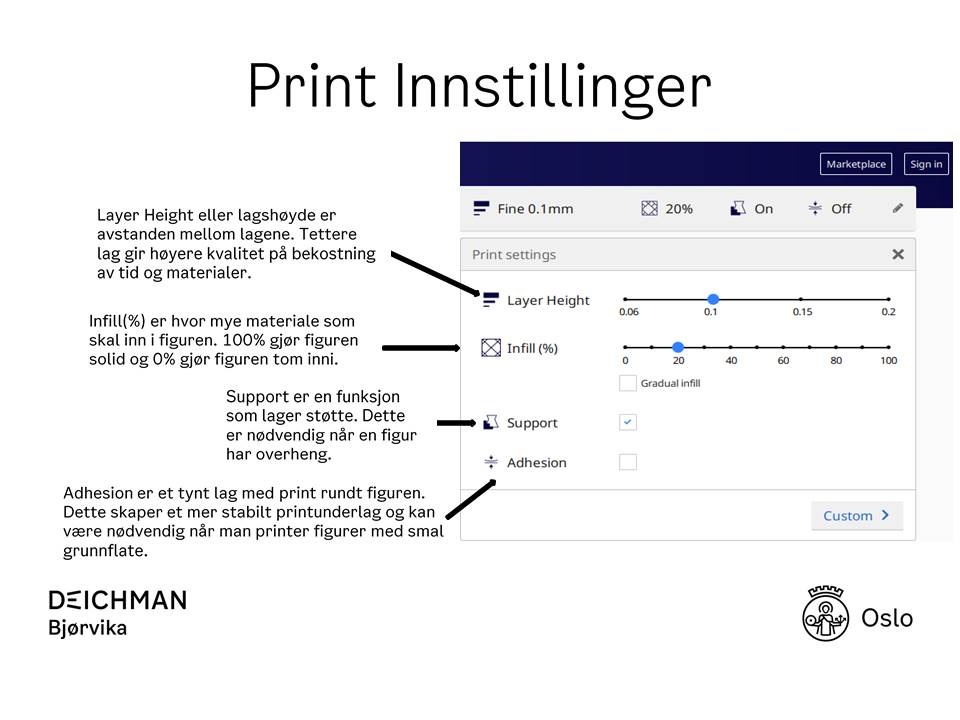 Print Innstillinger
Marketplace
Sign in
Fine 0.1mm
20%
On
Off
Print settings
Layer Height eller lagshøyde er
avstanden mellom lagene. Tettere
lag gir høyere kvalitet på bekostning
av tid og materialer.
Layer Height
0.06
0.1
0.15
0.2
Infill(%) er hvor mye materiale som
skal inn i figuren. 100% gjør figuren
solid og 0% gjør figuren tom inni.
Infill (%)
0
20
40
60
80
100
Gradual infill
Support er en funksjon
som lager støtte. Dette
er nødvendig når en figur
har overheng.
Support
Adhesion
Adhesion er et tynt lag med print rundt figuren.
Dette skaper et mer stabilt printunderlag og kan
være nødvendig når man printer figurer med smal
grunnflate.
Custom
DEICHMAN
Bjørvika
Oslo